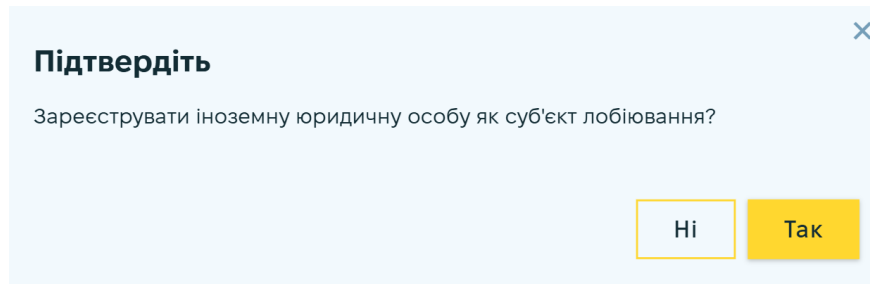 Підтвердіть
Зареєструвати іноземну юридичну особу як суб'єкт лобіювання?
Ні
Так